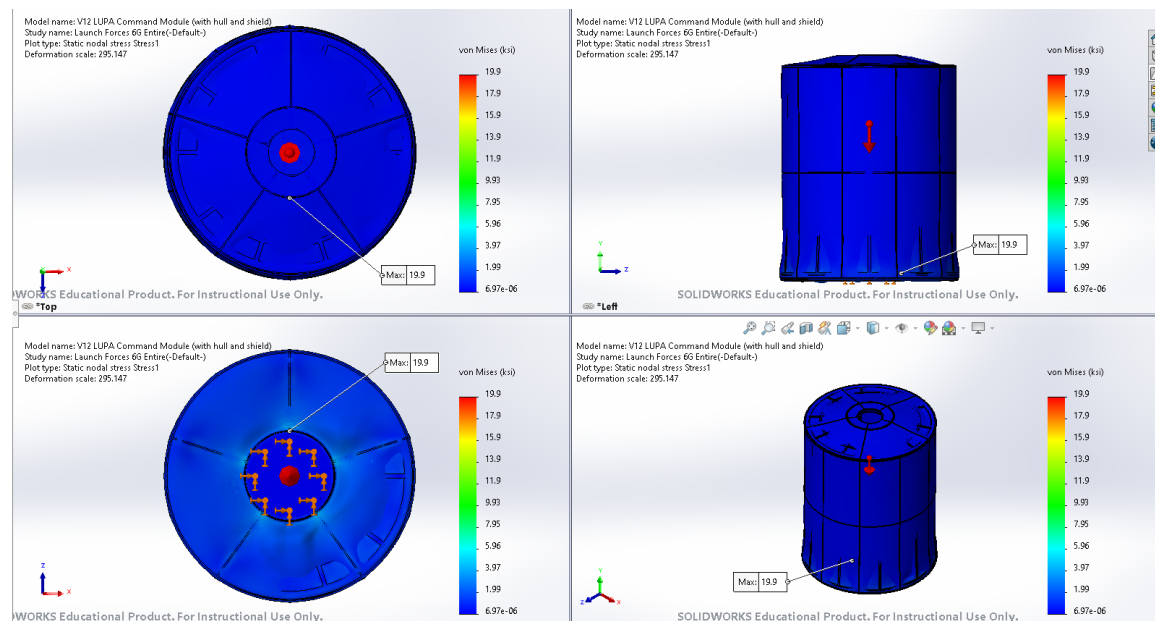 Model name: V12 LUPA Command Module (with hull and shield)
Study name: Launch Forces 6G Entire(-Default-)
Plot type: Static nodal stress Stress1
Deformation scale: 295.147
von Mises (ksi)
19.9
17.9
15.9
13.9
11.9
9.93
7.95
5.96
3.97
1.99
6.97e-06
Max: 19.9
X
Z
WORKS Educational Product. For Instructional Use Only.
*Top
Model name: V12 LUPA Command Module (with hull and shield)
Study name: Launch Forces 6G Entire(-Default-)
Plot type: Static nodal stress Stress1
Deformation scale: 295.147
von Mises (ksi)
19.9
17.9
15.9
13.9
11.9
9.93
7.95
5.96
3.97
1.99
6.97e-06
Max: 19.9
Y
Z
SOLIDWORKS Educational Product. For Instructional Use Only.
*Left
Model name: V12 LUPA Command Module (with hull and shield)
Study name: Launch Forces 6G Entire(-Default-)
Plot type: Static nodal stress Stress1
Deformation scale: 295.147
Max: 19.9
von Mises (ksi)
19.9
17.9
15.9
13.9
11.9
9.93
7.95
5.96
3.97
1.99
6.97e-06
Z
X
WORKS Educational Product. For Instructional Use Only.
Model name: V12 LUPA Command Module (with hull and shield)
Study name: Launch Forces 6G Entire(-Default-)
Plot type: Static nodal stress Stress1
Deformation scale: 295.147
von Mises (ksi)
19.9
17.9
15.9
13.9
11.9
9.93
7.95
5.96
3.97
1.99
6.97e-06
Max: 19.9
Y
Z
X
SOLIDWORKS Educational Product. For Instructional Use Only.